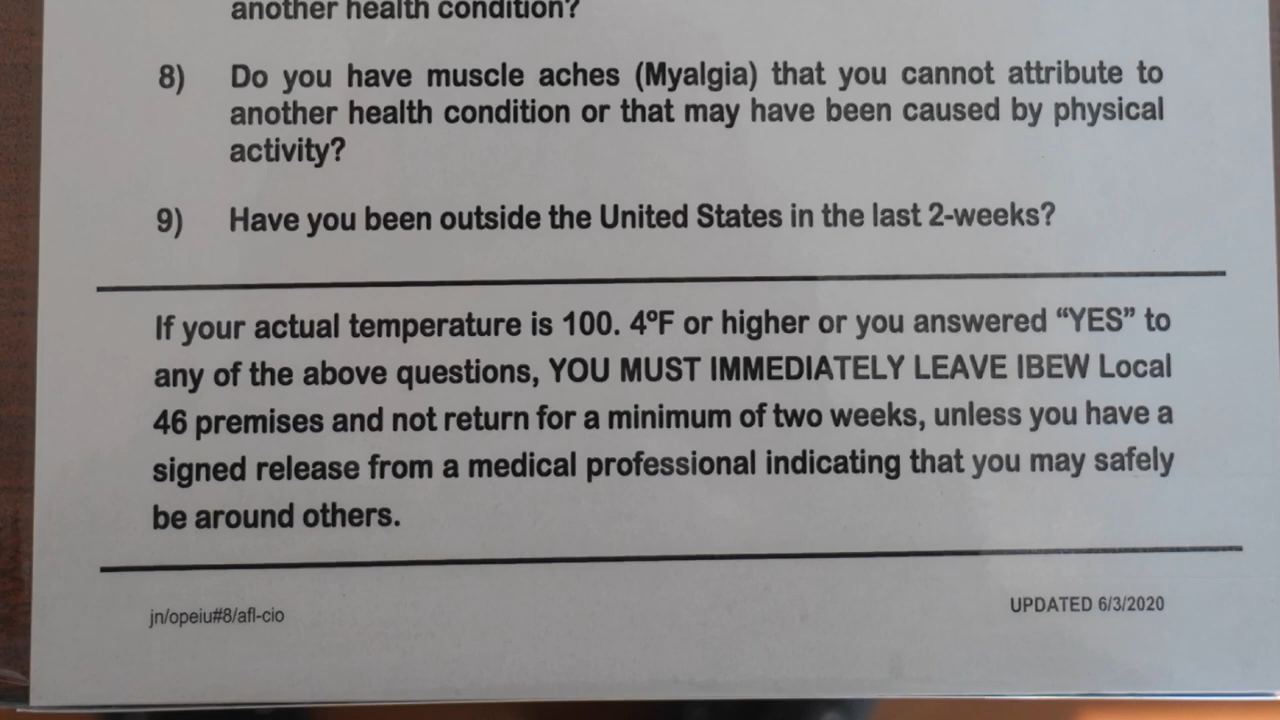 another health condition?
8) Do you have muscle aches (Myalgia) that you cannot attribute to
another health condition or that may have been caused by physical
activity?
9) Have you been outside the United States in the last 2-weeks?
If your actual temperature is 100. 4ºF or higher or you answered “YES” to
any of the above questions, YOU MUST IMMEDIATELY LEAVE IBEW Local
46 premises and not return for a minimum of two weeks, unless you have a
signed release from a medical professional indicating that you may safely
be around others.
jn/opeiu#8/afl-cio
UPDATED 6/3/2020